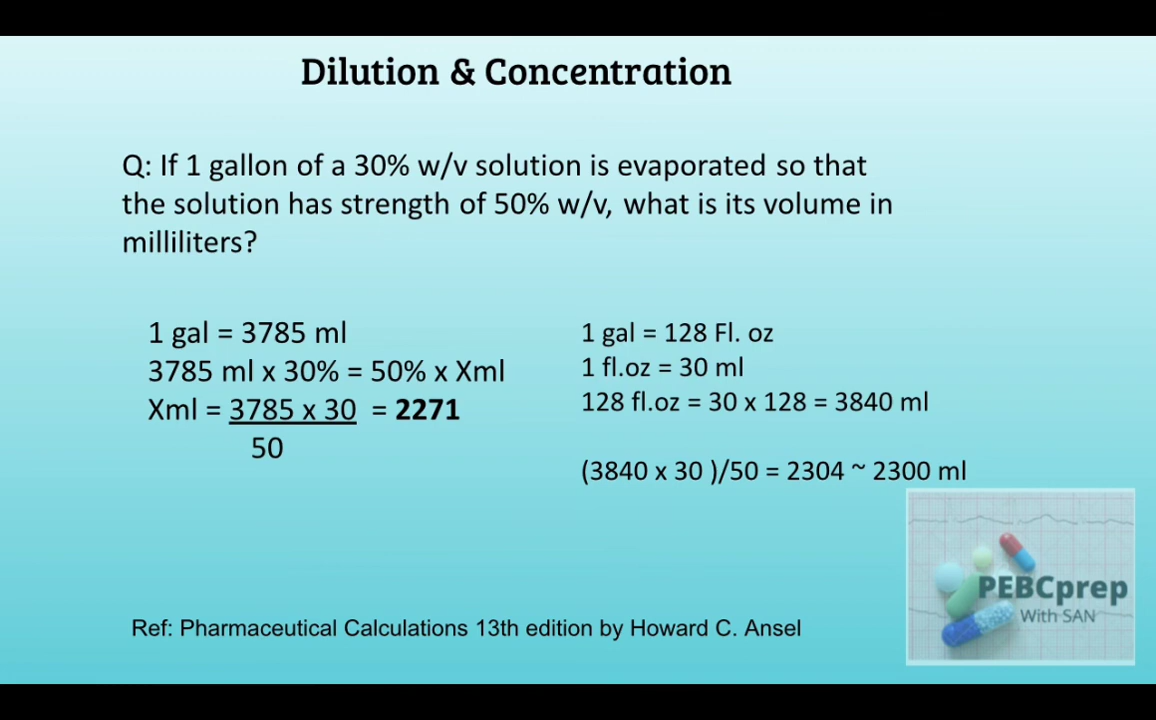 Dilution & Concentration
Q: If 1 gallon of a 30% w/v solution is evaporated so that
the solution has strength of 50% w/v, what is its volume in
milliliters?
1 gal = 3785 ml
3785 ml x 30% = 50% x Xml
Xml = 3785 x 30 = 2271
50
1 gal = 128 Fl. oz
1 fl.oz = 30 ml
128 fl.oz = 30 x 128 = 3840 ml
(3840 x 30 )/50 = 2304 ~ 2300 ml
PEBCprep
With SAN
Ref: Pharmaceutical Calculations 13th edition by Howard C. Ansel